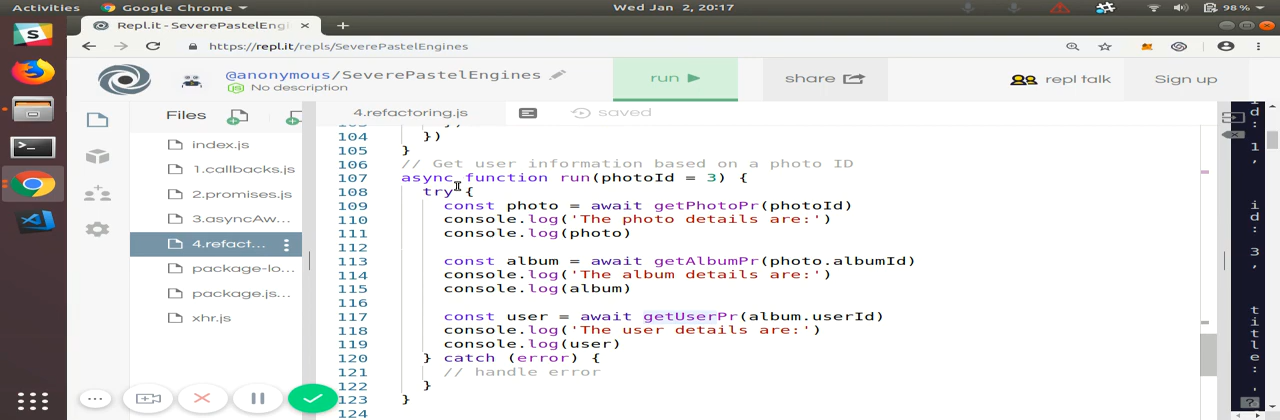 Activities Google Chrome Wed Jan 2, 20:17 98 %
Repl.it - SeverePastelEngi
https://repl.it/repls/SeverePastelEngines
@anonymous/SeverePastelEngines
No description
run
share
repl talk
Sign up
Files
index.js
1.callbacks.js
2.promises.js
3.asyncAw...
4.refact...
package-lo...
package.js...
xhr.js
4.refactoring.js
saved
104 })
105 }
106 // Get user information based on a photo ID
107 async function run(photoId = 3) {
108 try {
109 const photo = await getPhotoPr(photoId)
110 console.log('The photo details are:')
111 console.log(photo)
112
113 const album = await getAlbumPr(photo.albumId)
114 console.log('The album details are:')
115 console.log(album)
116
117 const user = await getUserPr(album.userId)
118 console.log('The user details are:')
119 console.log(user)
120 } catch (error) {
121 // handle error
122 }
123 }
124
id:
1,
id:
3,
title: